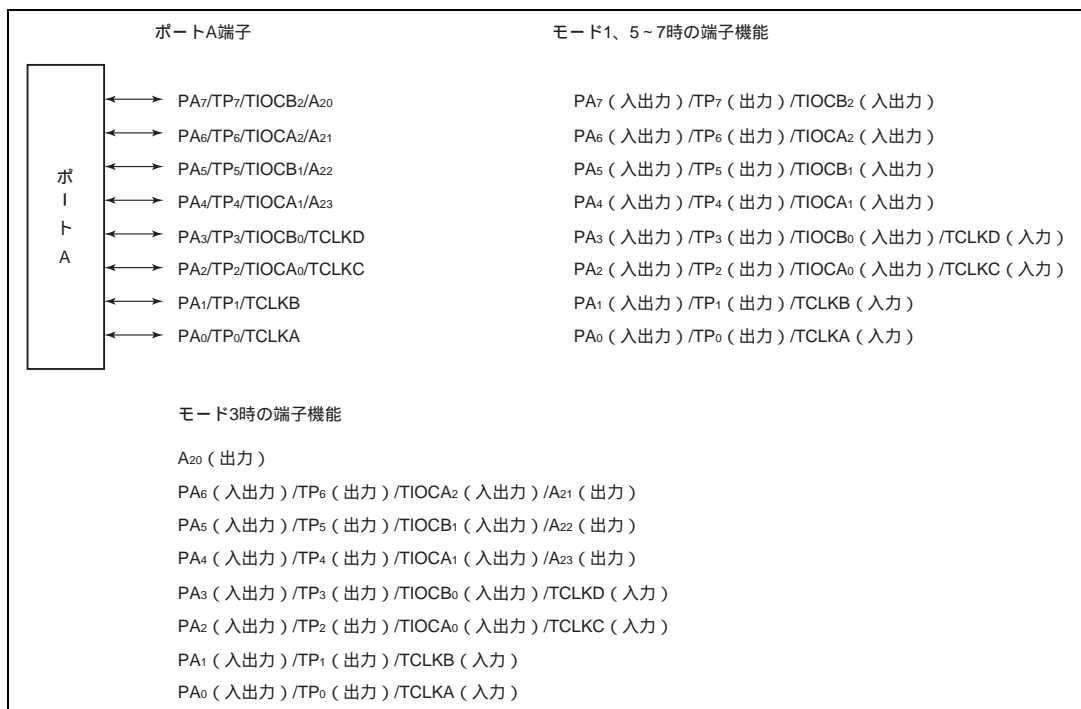 ポートA端子 モード1、5~7時の端子機能
PA7/TP7/TIOCB2/A20 PA7(入出力)/TP7(出力)/TIOCB2(入出力)
PA6/TP6/TIOCA2/A21 PA6(入出力)/TP6(出力)/TIOCA2(入出力)
PA5/TP5/TIOCB1/A22 PA5(入出力)/TP5(出力)/TIOCB1(入出力)
PA4/TP4/TIOCA1/A23 PA4(入出力)/TP4(出力)/TIOCA1(入出力)
PA3/TP3/TIOCB0/TCLKD PA3(入出力)/TP3(出力)/TIOCB0(入出力)/TCLKD(入力)
PA2/TP2/TIOCA0/TCLKC PA2(入出力)/TP2(出力)/TIOCA0(入出力)/TCLKC(入力)
PA1/TP1/TCLKB PA1(入出力)/TP1(出力)/TCLKB(入力)
PA0/TP0/TCLKA PA0(入出力)/TP0(出力)/TCLKA(入力)
ポートA
モード3時の端子機能
A20(出力)
PA6(入出力)/TP6(出力)/TIOCA2(入出力)/A21(出力)
PA5(入出力)/TP5(出力)/TIOCB1(入出力)/A22(出力)
PA4(入出力)/TP4(出力)/TIOCA1(入出力)/A23(出力)
PA3(入出力)/TP3(出力)/TIOCB0(入出力)/TCLKD(入力)
PA2(入出力)/TP2(出力)/TIOCA0(入出力)/TCLKC(入力)
PA1(入出力)/TP1(出力)/TCLKB(入力)
PA0(入出力)/TP0(出力)/TCLKA(入力)